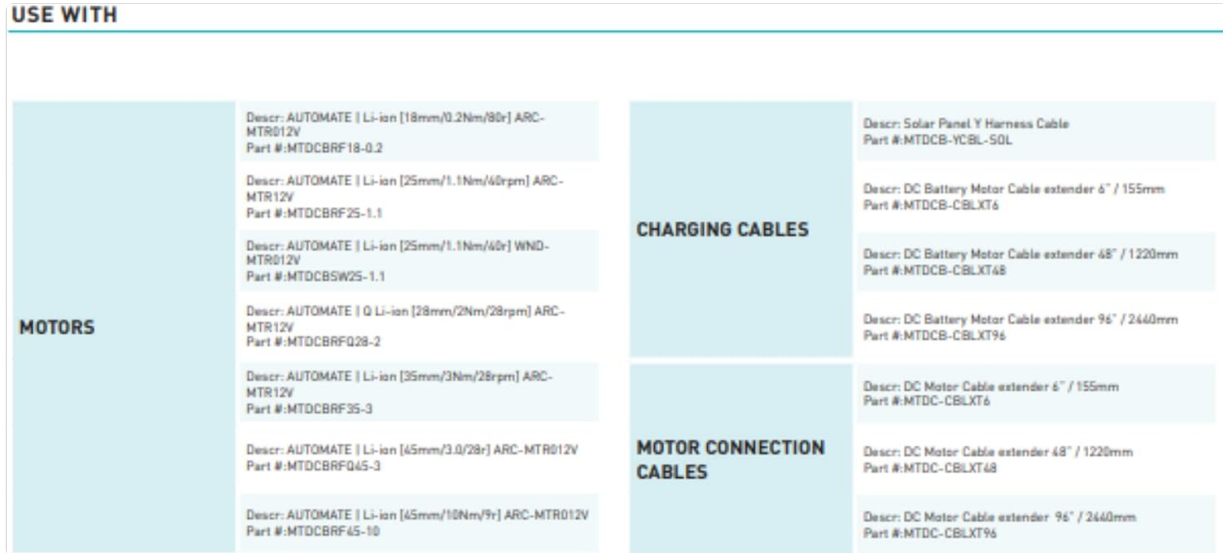 USE WITH
MOTORS
Descr: AUTOMATE | Li-ion [18mm/0.2Nm/80r] ARC-
MTR012V
Part #:MTDCBRF18-0.2
Descr: AUTOMATE | Li-ion [25mm/1.1Nm/40rpm] ARC-
MTR12V
Part #:MTDCBRF25-1.1
Descr: AUTOMATE | Li-ion [25mm/1.1Nm/40r] WND-
MTR012V
Part #:MTDCBSW25-1.1
Descr: AUTOMATE | Q Li-ion [28mm/2Nm/28rpm] ARC-
MTR12V
Part #:MTDCBRFQ28-2
Descr: AUTOMATE | Li-ion [35mm/3Nm/28rpm] ARC-
MTR12V
Part #:MTDCBRF35-3
Descr: AUTOMATE | Li-ion [45mm/3.0/28r] ARC-MTR012V
Part #:MTDCBRFQ45-3
Descr: AUTOMATE | Li-ion [45mm/10Nm/9r] ARC-MTR012V
Part #:MTDCBRF45-10
CHARGING CABLES
Descr: Solar Panel Y Harness Cable
Part #:MTDCB-YCBL-SOL
Descr: DC Battery Motor Cable extender 6" / 155mm
Part #:MTDCB-CBLXT6
Descr: DC Battery Motor Cable extender 48" / 1220mm
Part #:MTDCB-CBLXT48
Descr: DC Battery Motor Cable extender 96" / 2440mm
Part #:MTDCB-CBLXT96
MOTOR CONNECTION
CABLES
Descr: DC Motor Cable extender 6" / 155mm
Part #:MTDC-CBLXT6
Descr: DC Motor Cable extender 48" / 1220mm
Part #:MTDC-CBLXT48
Descr: DC Motor Cable extender 96" / 2440mm
Part #:MTDC-CBLXT96